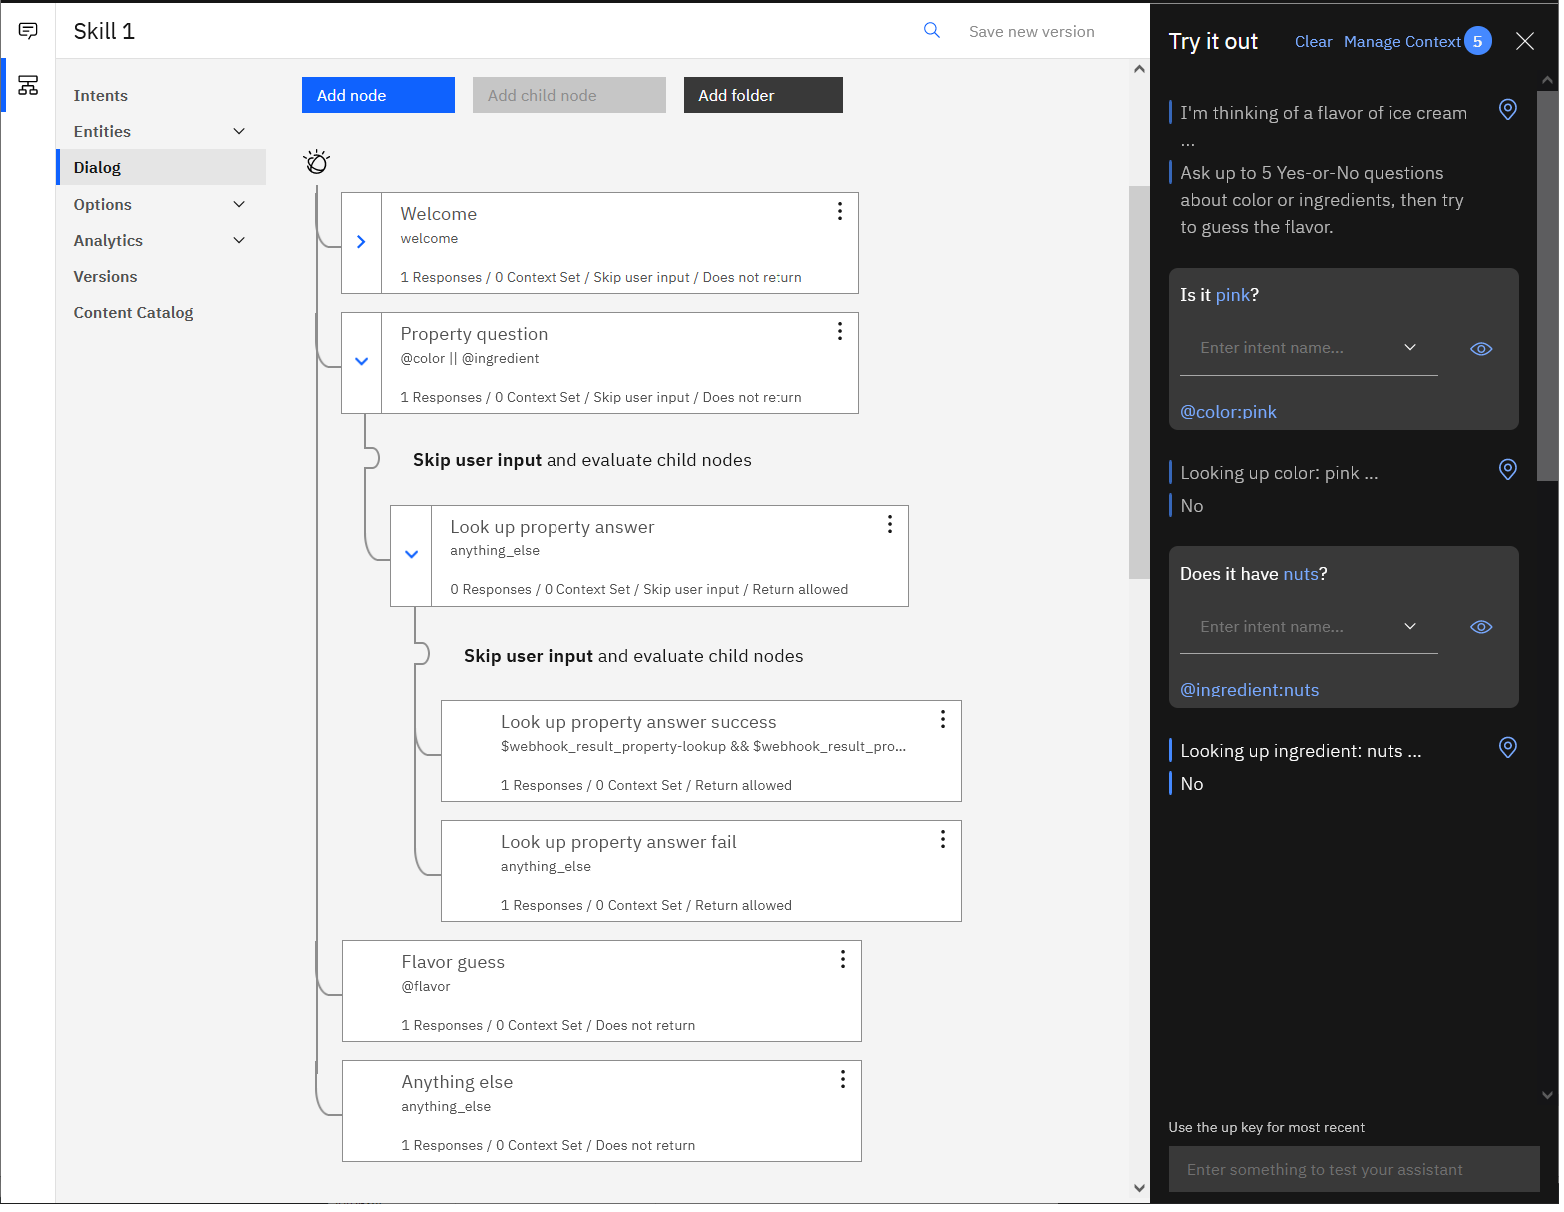 Skill 1
Save new version
Intents
Entities
Dialog
Options
Analytics
Versions
Content Catalog
Add node
Add child node
Add folder
Welcome
welcome
1 Responses / 0 Context Set / Skip user input / Does not return
Property question
@color || @ingredient
1 Responses / 0 Context Set / Skip user input / Does not return
Skip user input and evaluate child nodes
Look up property answer
anything_else
0 Responses / 0 Context Set / Skip user input / Return allowed
Skip user input and evaluate child nodes
Look up property answer success
$webhook_result_property-lookup && $webhook_result_pro...
1 Responses / 0 Context Set / Return allowed
Look up property answer fail
anything_else
1 Responses / 0 Context Set / Return allowed
Flavor guess
@flavor
1 Responses / 0 Context Set / Does not return
Anything else
anything_else
1 Responses / 0 Context Set / Does not return
Try it out
Clear
Manage Context 5
I'm thinking of a flavor of ice cream
...
Ask up to 5 Yes-or-No questions
about color or ingredients, then try
to guess the flavor.
Is it pink?
Enter intent name...
@color:pink
Looking up color: pink ...
No
Does it have nuts?
Enter intent name...
@ingredient:nuts
Looking up ingredient: nuts ...
No
Use the up key for most recent
Enter something to test your assistant